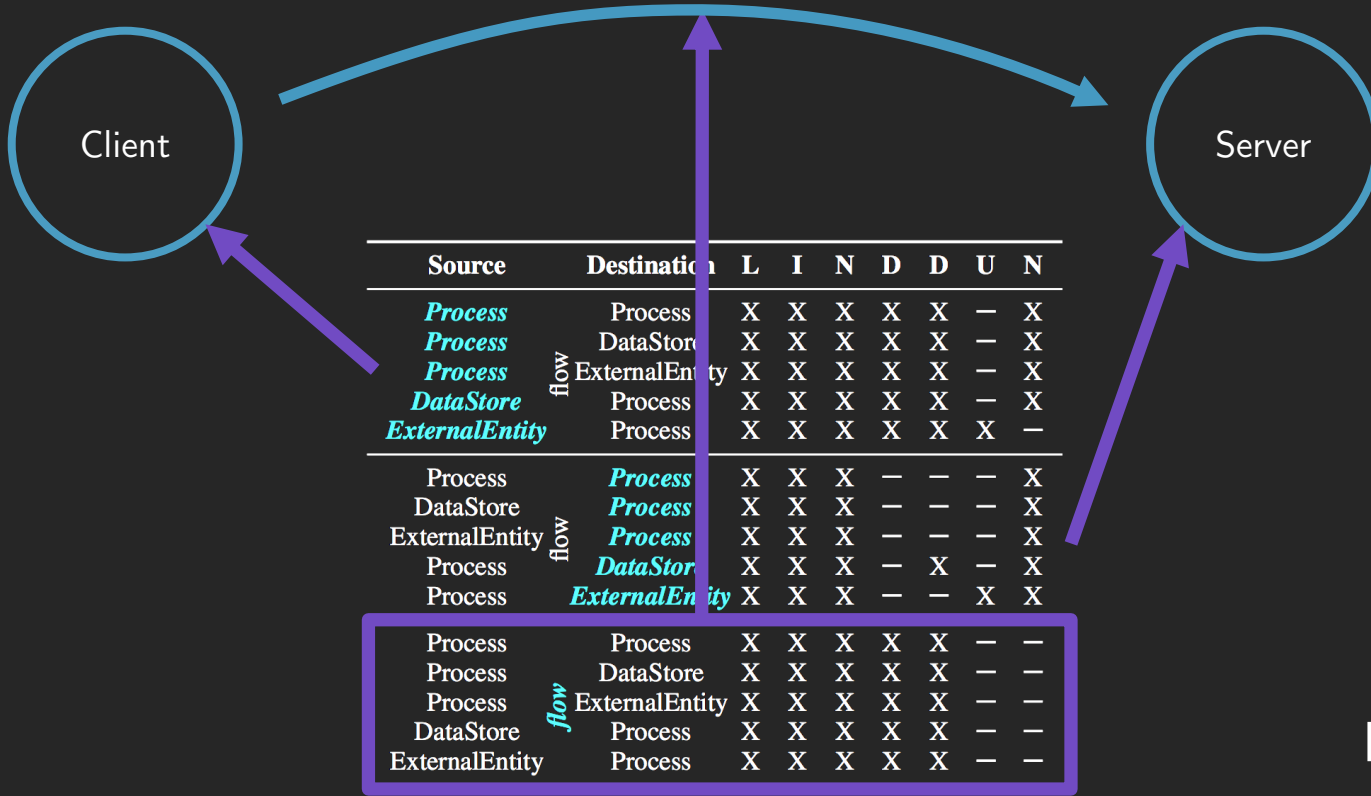 Client
Server
Source Destination L I N D D U N
Process Process X X X X X – X
Process DataStore X X X X X – X
Process ExternalEntity X X X X X – X
DataStore Process X X X X X – X
ExternalEntity Process X X X X X X –
flow
Process Process X X X – – – X
DataStore Process X X X – – – X
ExternalEntity Process X X X – – – X
Process DataStore X X X – X – X
Process ExternalEntity X X X – – X X
flow
Process Process X X X X X – –
Process DataStore X X X X X – –
Process ExternalEntity X X X X X – –
DataStore Process X X X X X – –
ExternalEntity Process X X X X X – –
flow